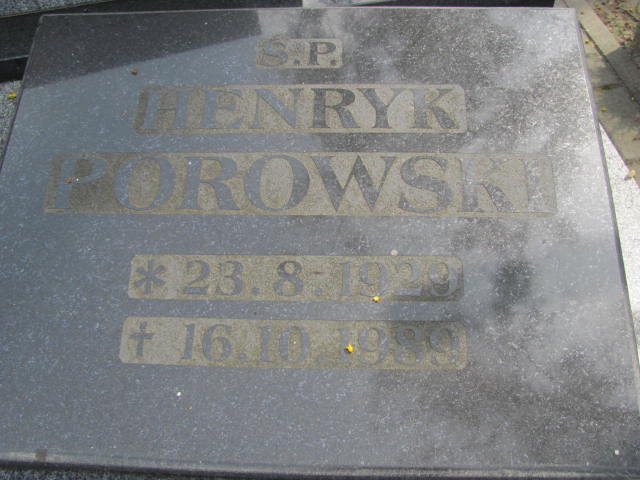 S.P.
HENRYK
POROWSKI
* 23.8.1929
† 16.10.1989